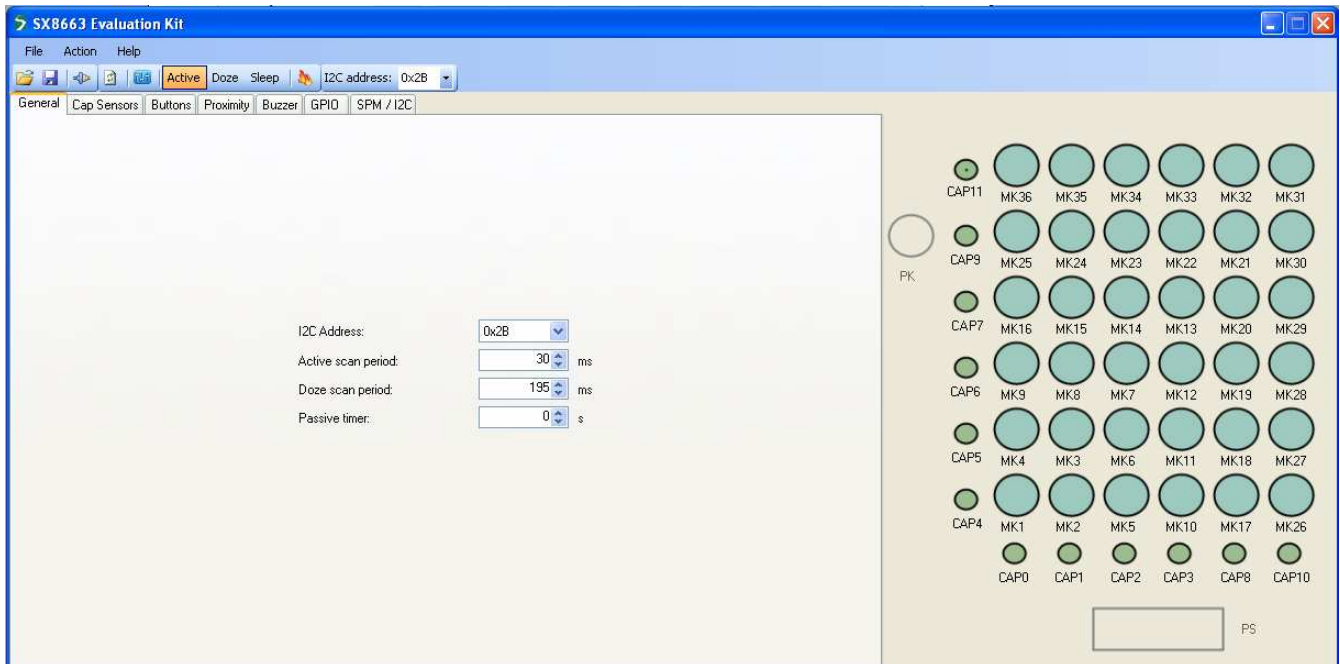 SX8663 Evaluation Kit
File Action Help
Active Doze Sleep I2C address: 0x2B
General Cap Sensors Buttons Proximity Buzzer GPIO SPM / I2C
I2C Address: 0x2B
Active scan period: 30 ms
Doze scan period: 195 ms
Passive timer: 0 s
PK
CAP11 MK36 MK35 MK34 MK33 MK32 MK31
CAP9 MK25 MK24 MK23 MK22 MK21 MK30
CAP7 MK16 MK15 MK14 MK13 MK20 MK29
CAP6 MK9 MK8 MK7 MK12 MK19 MK28
CAP5 MK4 MK3 MK6 MK11 MK18 MK27
CAP4 MK1 MK2 MK5 MK10 MK17 MK26
CAP0 CAP1 CAP2 CAP3 CAP8 CAP10
PS